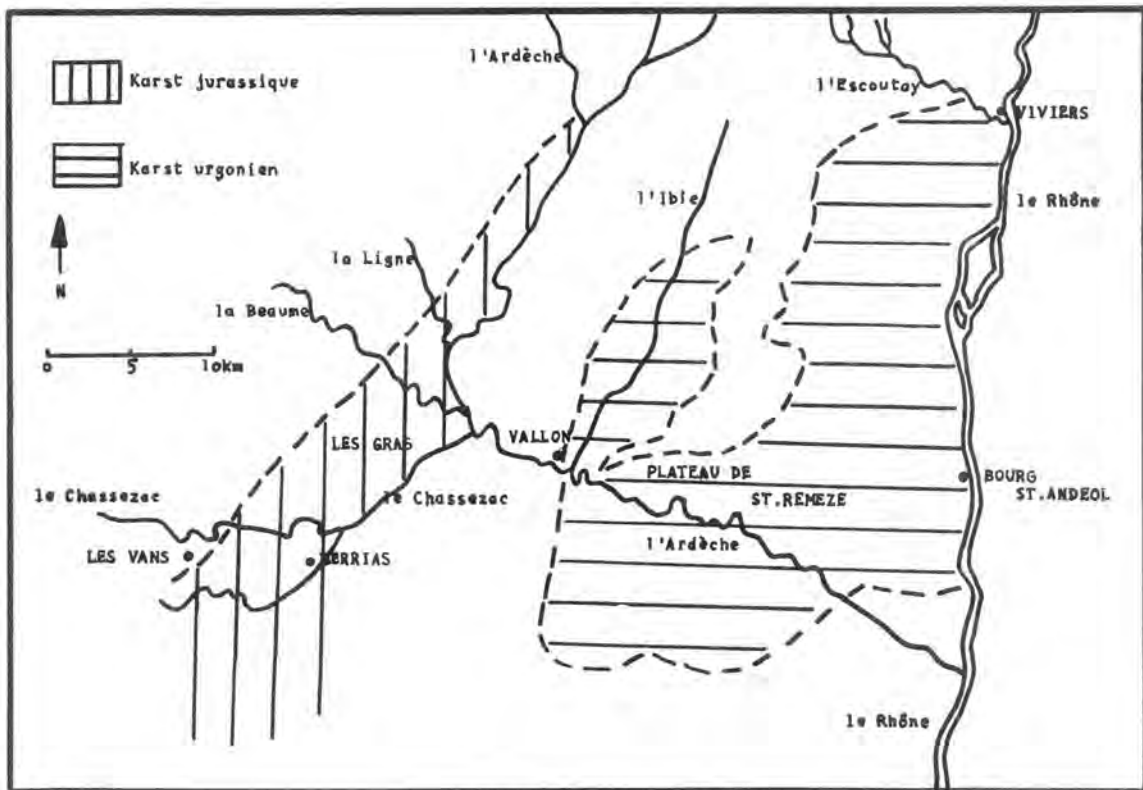 Karst jurassique
Karst urgonien
N
0 5 10km
l'Ardèche
l'Escoutay
VIVIERS
l'Ibie
le Rhône
la Ligne
la Beaume
LES GRAS
VALLON
PLATEAU DE
ST.REMEZE
BOURG
ST.ANDEOL
le Chassezac
le Chassezac
l'Ardèche
LES VANS
BERRIAS
le Rhône